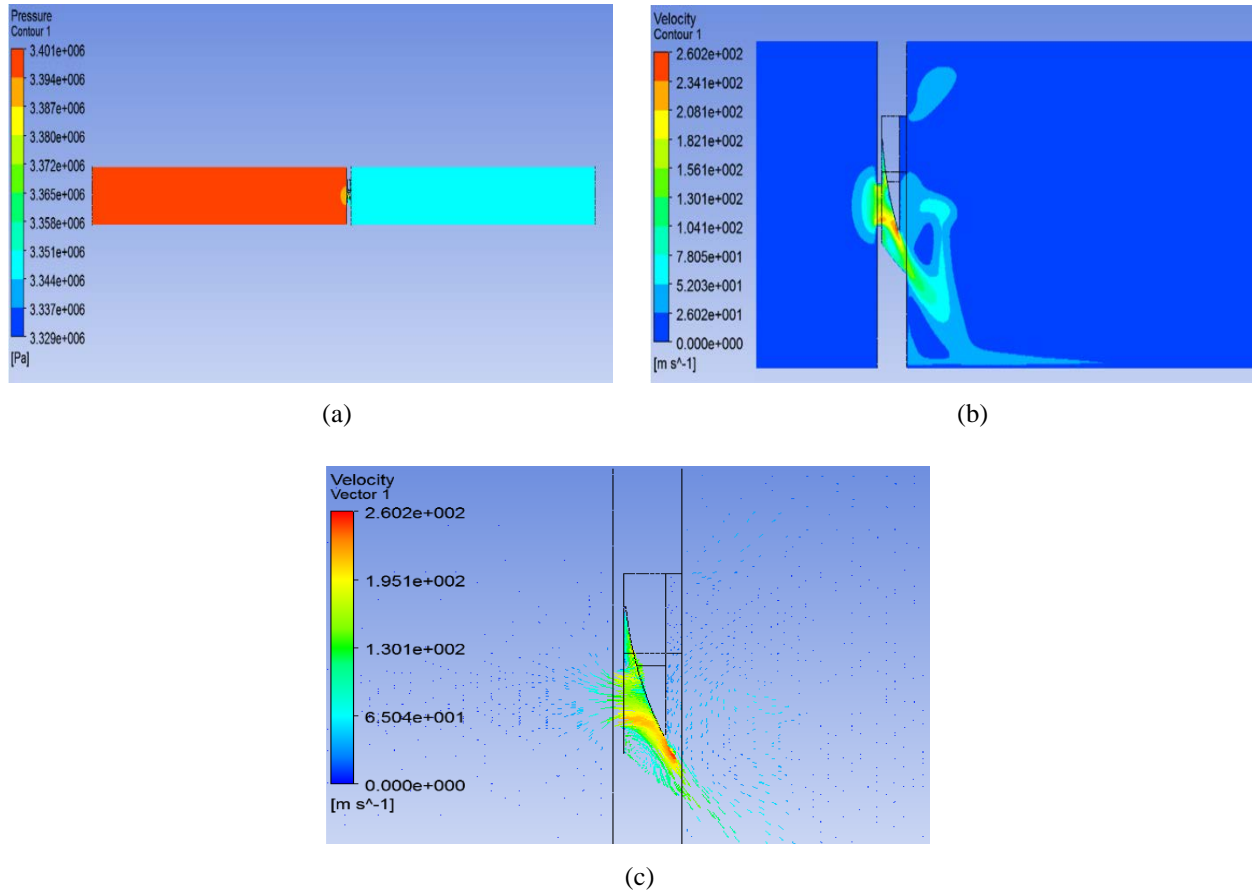 Pressure
Contour 1
3.401e+006
3.394e+006
3.387e+006
3.380e+006
3.372e+006
3.365e+006
3.358e+006
3.351e+006
3.344e+006
3.337e+006
3.329e+006
[Pa]
(a)
Velocity
Contour 1
2.602e+002
2.341e+002
2.081e+002
1.821e+002
1.561e+002
1.301e+002
1.041e+002
7.805e+001
5.203e+001
2.602e+001
0.000e+000
[m s^-1]
(b)
Velocity
Vector 1
2.602e+002
1.951e+002
1.301e+002
6.504e+001
0.000e+000
[m s^-1]
(c)